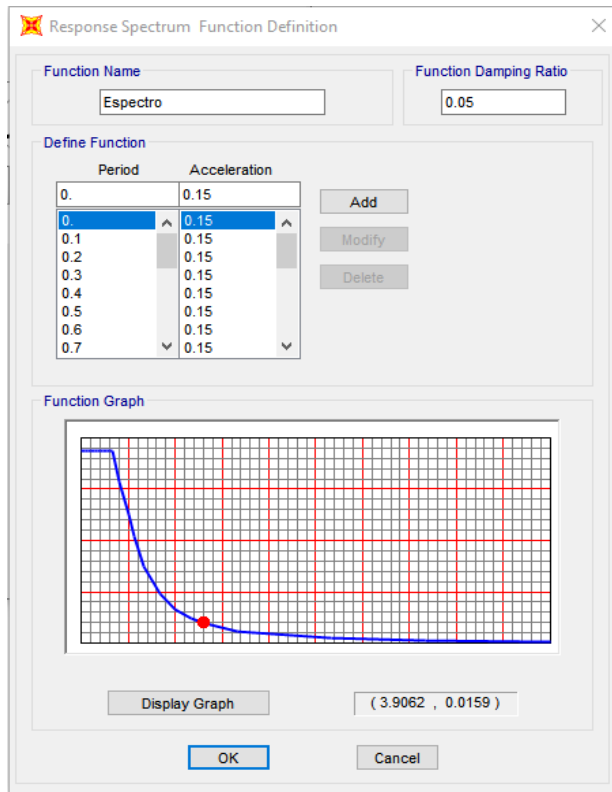 Response Spectrum Function Definition
Function Name
Function Damping Ratio
Espectro
0.05
Define Function
Period Acceleration
0. 0.15 Add
0. 0.15
0.1 0.15
0.2 0.15 Modify
0.3 0.15
0.4 0.15 Delete
0.5 0.15
0.6 0.15
0.7 0.15
Function Graph
Display Graph ( 3.9062 , 0.0159 )
OK Cancel